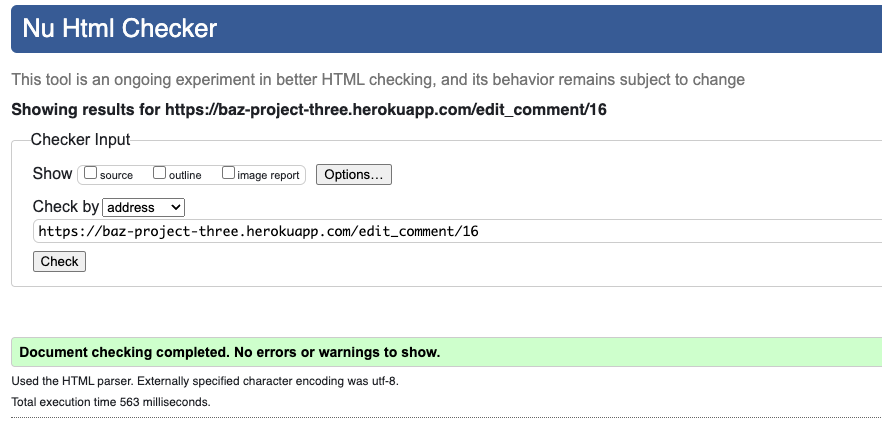 Nu Html Checker
This tool is an ongoing experiment in better HTML checking, and its behavior remains subject to change
Showing results for https://baz-project-three.herokuapp.com/edit_comment/16
Checker Input
Show source outline image report Options...
Check by address
https://baz-project-three.herokuapp.com/edit_comment/16
Check
Document checking completed. No errors or warnings to show.
Used the HTML parser. Externally specified character encoding was utf-8.
Total execution time 563 milliseconds.